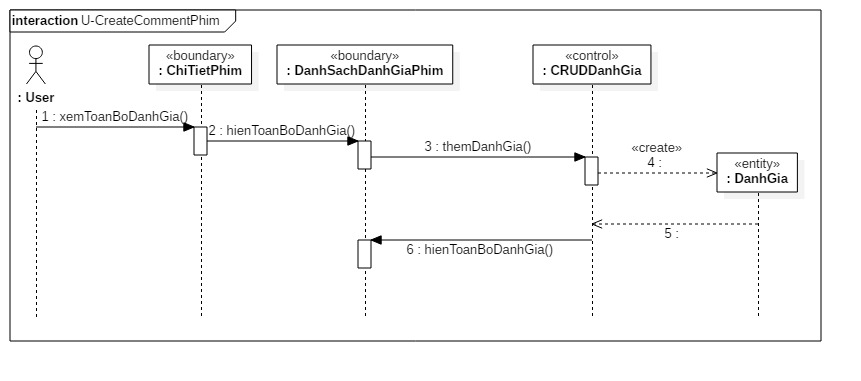 interaction U-CreateCommentPhim
: User
«boundary»
: ChiTietPhim
«boundary»
: DanhSachDanhGiaPhim
«control»
: CRUDDanhGia
1 : xemToanBoDanhGia()
2 : hienToanBoDanhGia()
3 : themDanhGia()
«create»
4 :
«entity»
: DanhGia
5 :
6 : hienToanBoDanhGia()